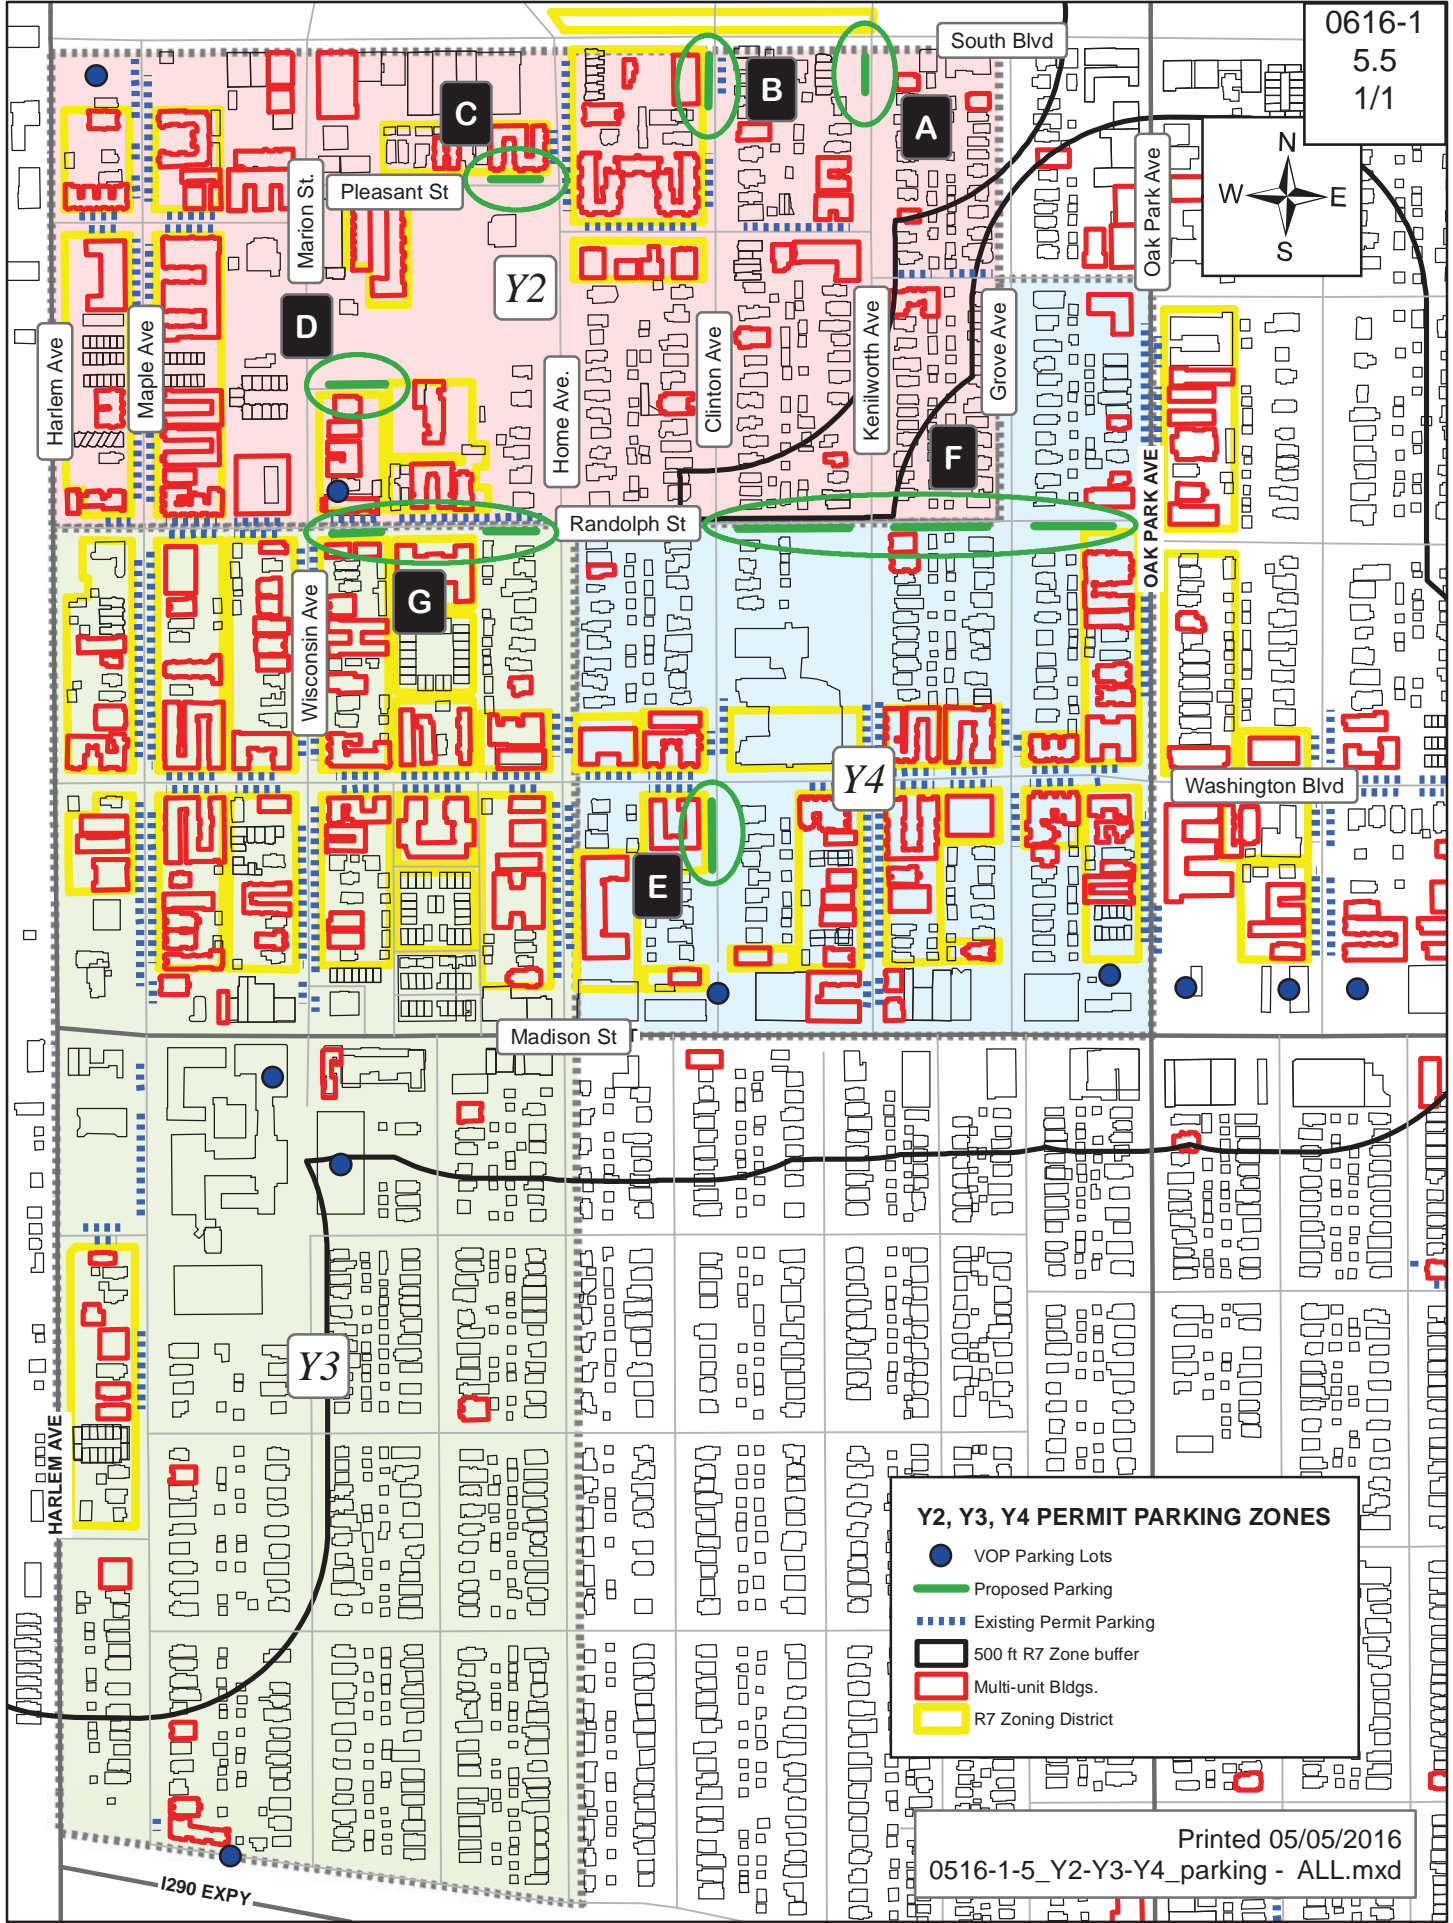 0616-1
5.5
1/1
South Blvd
B
C
A
N
W
E
S
Oak Park Ave
Pleasant St
Marion St.
Y2
D
Harlem Ave
Maple Ave
Home Ave.
Clinton Ave
Kenilworth Ave
Grove Ave
F
OAK PARK AVE
Randolph St
G
Wisconsin Ave
Y4
Washington Blvd
E
Madison St
T
Y3
HARLEM AVE
Y2, Y3, Y4 PERMIT PARKING ZONES
VOP Parking Lots
Proposed Parking
Existing Permit Parking
500 ft R7 Zone buffer
Multi-unit Bldgs.
R7 Zoning District
Printed 05/05/2016
0516-1-5_Y2-Y3-Y4_parking - ALL.mxd
I290 EXPY